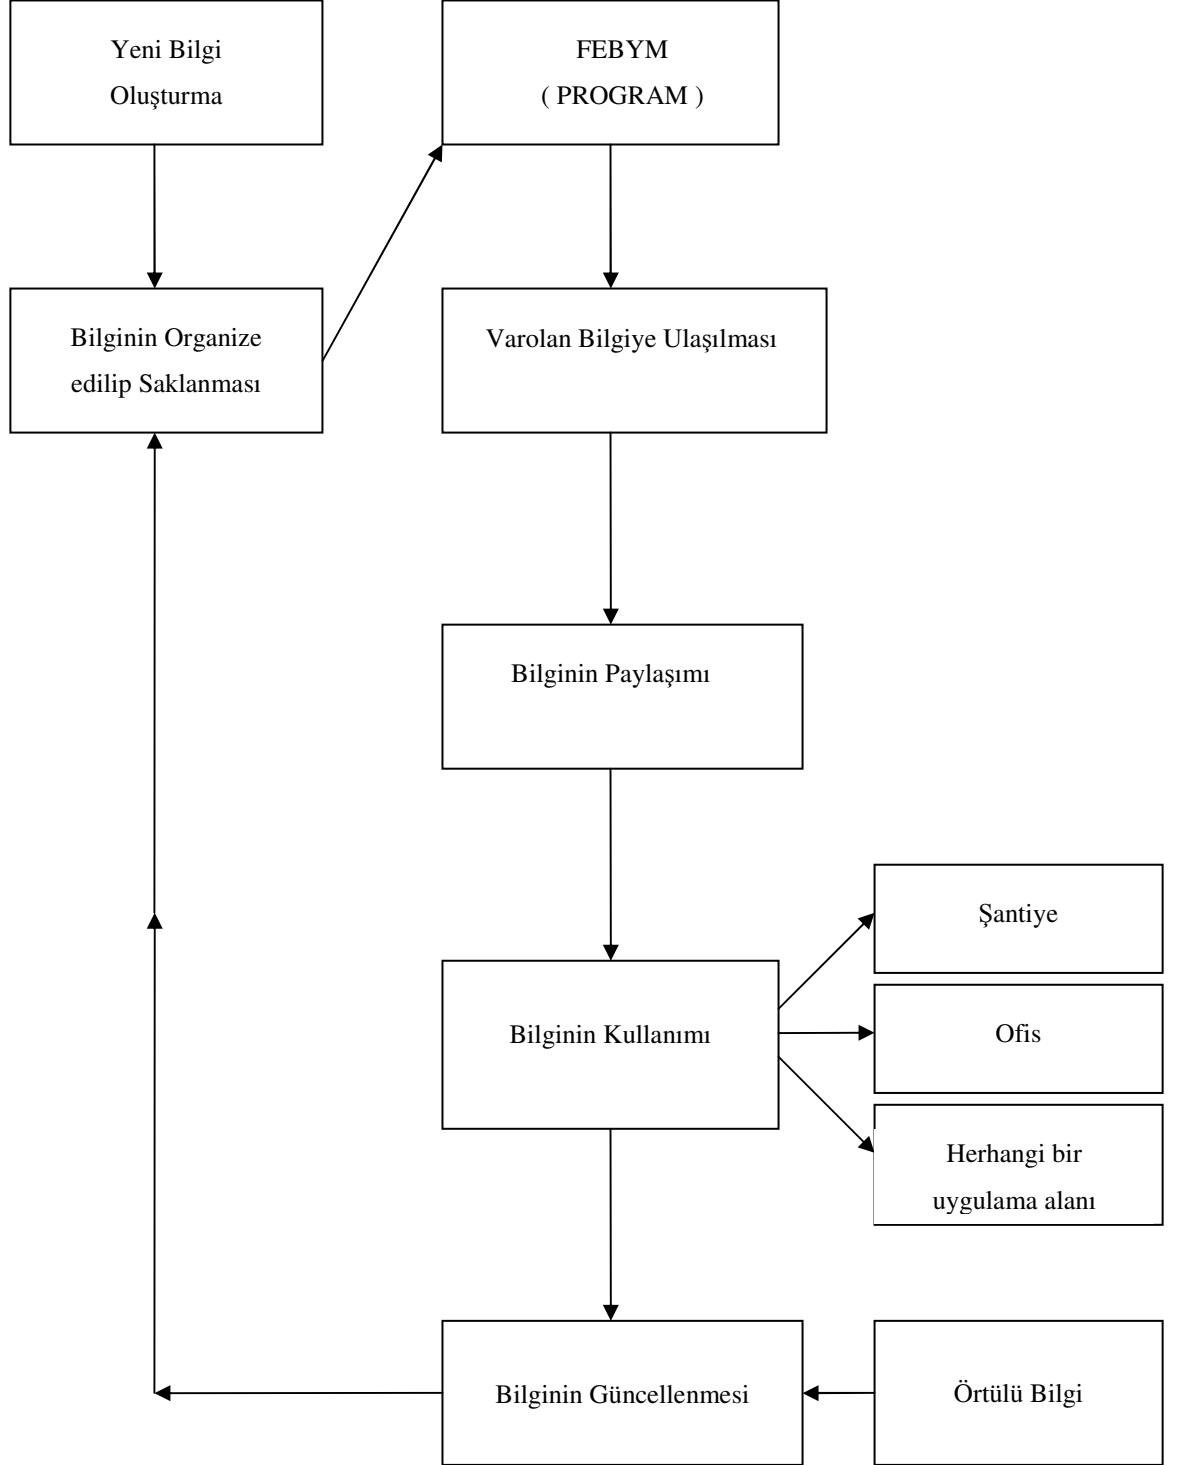 Yeni Bilgi
Oluşturma
FEBYM
( PROGRAM )
Bilginin Organize
edilip Saklanması
Varolan Bilgiye Ulaşılması
Bilginin Paylaşımı
Bilginin Kullanımı
Şantiye
Ofis
Herhangi bir
uygulama alanı
Bilginin Güncellenmesi
Örtülü Bilgi